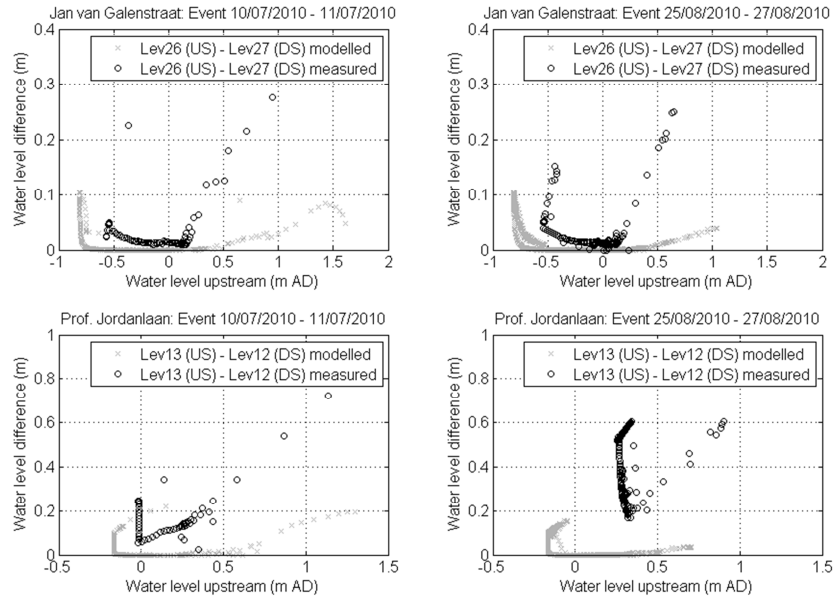 Jan van Galenstraat: Event 10/07/2010 - 11/07/2010
Lev26 (US) - Lev27 (DS) modelled
Lev26 (US) - Lev27 (DS) measured
Water level difference (m)
0.4
0.3
0.2
0.1
0
-1
-0.5
0
0.5
1
1.5
2
Water level upstream (m AD)
Jan van Galenstraat: Event 25/08/2010 - 27/08/2010
Lev26 (US) - Lev27 (DS) modelled
Lev26 (US) - Lev27 (DS) measured
Water level difference (m)
0.4
0.3
0.2
0.1
0
-1
-0.5
0
0.5
1
1.5
2
Water level upstream (m AD)
Prof. Jordanlaan: Event 10/07/2010 - 11/07/2010
Lev13 (US) - Lev12 (DS) modelled
Lev13 (US) - Lev12 (DS) measured
Water level difference (m)
1
0.8
0.6
0.4
0.2
0
-0.5
0
0.5
1
1.5
Water level upstream (m AD)
Prof. Jordanlaan: Event 25/08/2010 - 27/08/2010
Lev13 (US) - Lev12 (DS) modelled
Lev13 (US) - Lev12 (DS) measured
Water level difference (m)
1
0.8
0.6
0.4
0.2
0
-0.5
0
0.5
1
1.5
Water level upstream (m AD)